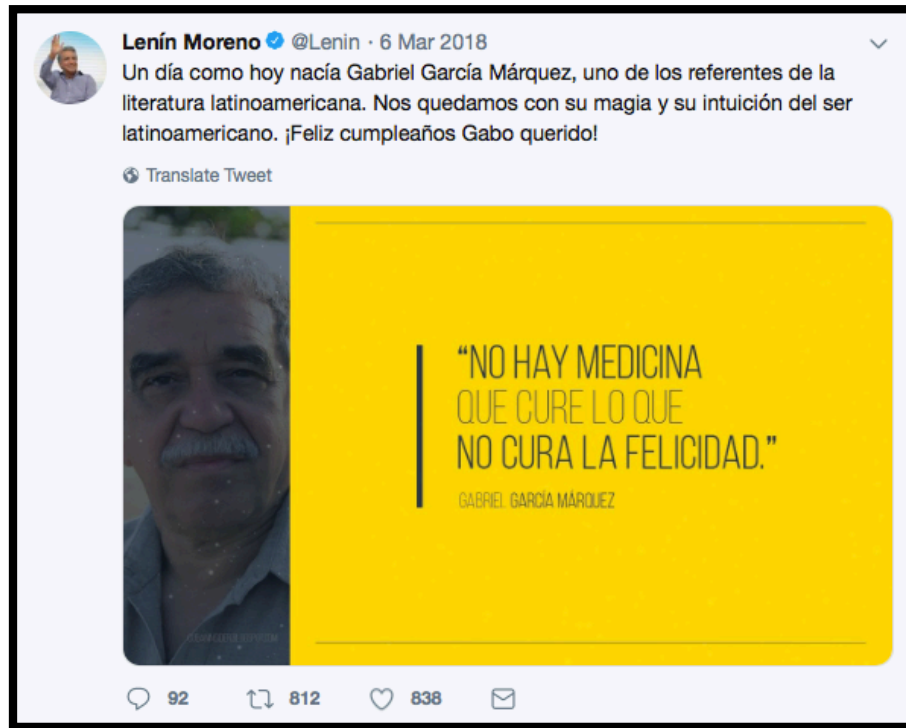 Lenín Moreno @Lenin · 6 Mar 2018
Un día como hoy nacía Gabriel García Márquez, uno de los referentes de la
literatura latinoamericana. Nos quedamos con su magia y su intuición del ser
latinoamericano. ¡Feliz cumpleaños Gabo querido!
Translate Tweet
“NO HAY MEDICINA
QUE CURE LO QUE
NO CURA LA FELICIDAD.”
GABRIEL GARCÍA MÁRQUEZ
92 812 838